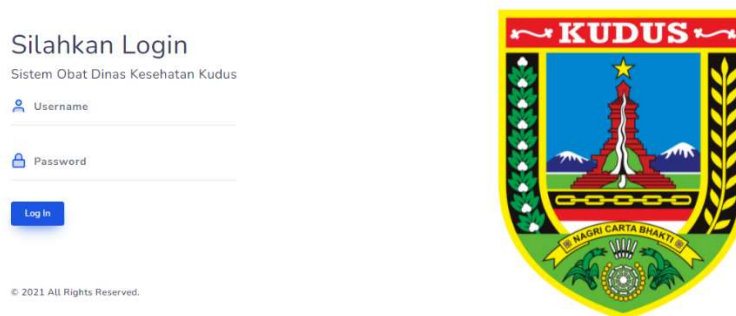 Silahkan Login
Sistem Obat Dinas Kesehatan Kudus
Username
Password
Log In
© 2021 All Rights Reserved.
KUDUS
NAGRI CARTA BHAKTI